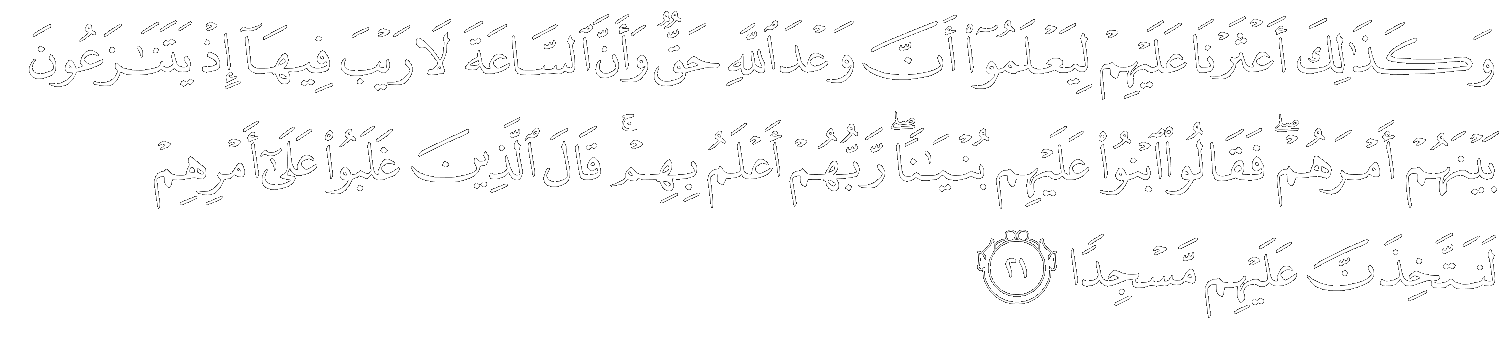 وَكَذَٰلِكَ أَعْثَرْنَا عَلَيْهِمْ لِيَعْلَمُوٓا۟ أَنَّ وَعْدَ ٱللَّهِ حَقٌّ وَأَنَّ ٱلسَّاعَةَ لَا رَيْبَ فِيهَآ إِذْ يَتَنَـٰزَعُونَ
بَيْنَهُمْ أَمْرَهُمْ ۖ فَقَالُوا۟ ٱبْنُوا۟ عَلَيْهِم بُنْيَـٰنًا ۖ رَّبُّهُمْ أَعْلَمُ بِهِمْ ۚ قَالَ ٱلَّذِينَ غَلَبُوا۟ عَلَىٰٓ أَمْرِهِمْ
لَنَتَّخِذَنَّ عَلَيْهِم مَّسْجِدًا ٢١